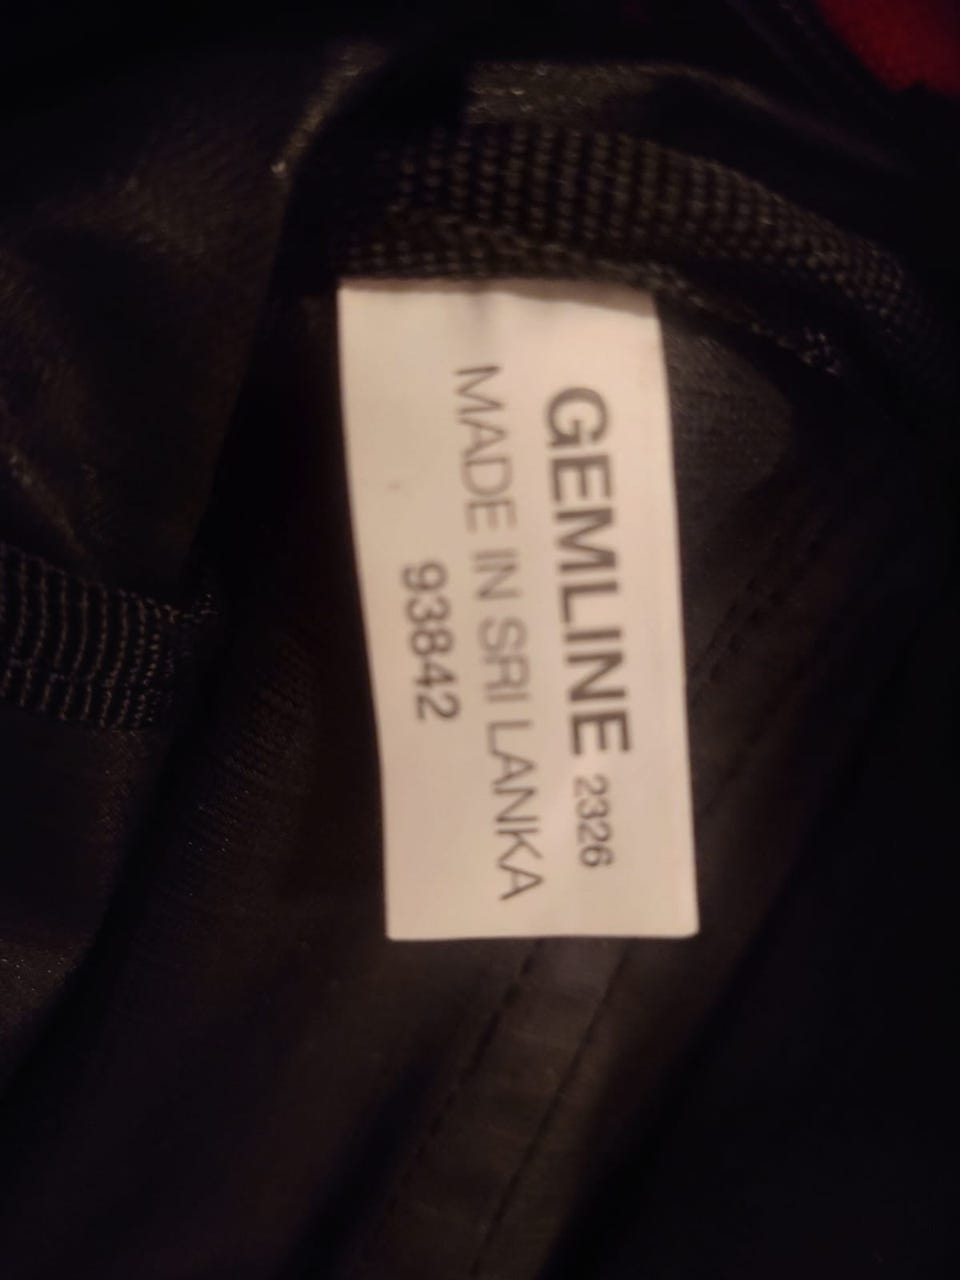 GEMLINE 2326
MADE IN SRI LANKA
93842